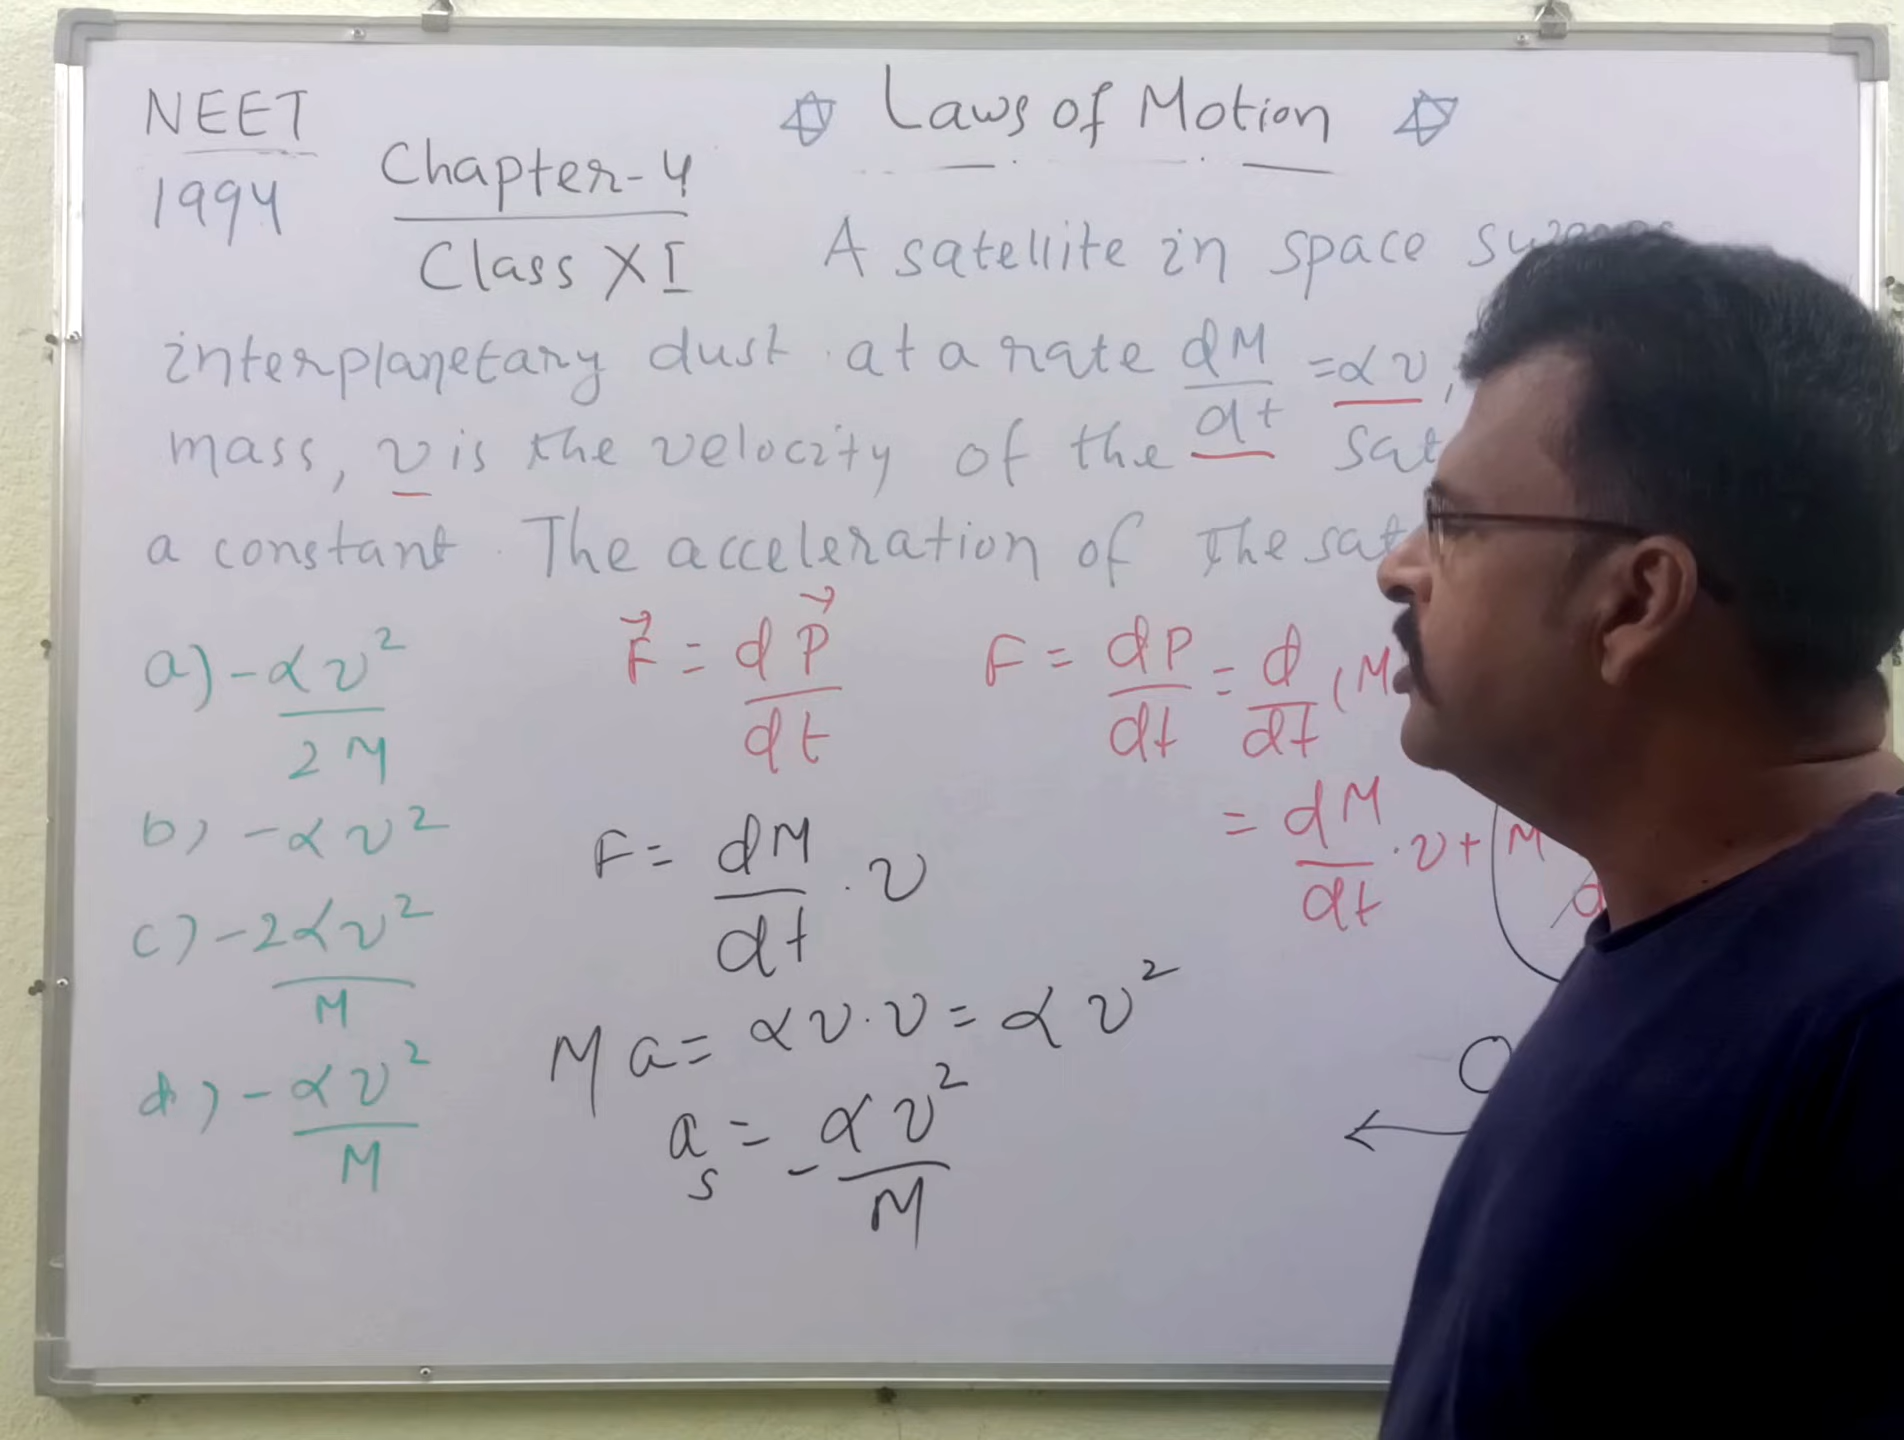 NEET
1994
Chapter-4
Class XI
Laws of Motion
A satellite in space
interplanetary dust at a rate dM/dt = αv,
mass, v is the velocity of the
a constant. The acceleration of the
a) -αv²/2M
b) -αv²
c) -2αv²/M
d) -αv²/M
F⃗ = dP⃗/dt
F = dP/dt = d/dt (M
= dM/dt · v + M
F = dM/dt · v
Ma = αv·v = αv²
a_s = -αv²/M